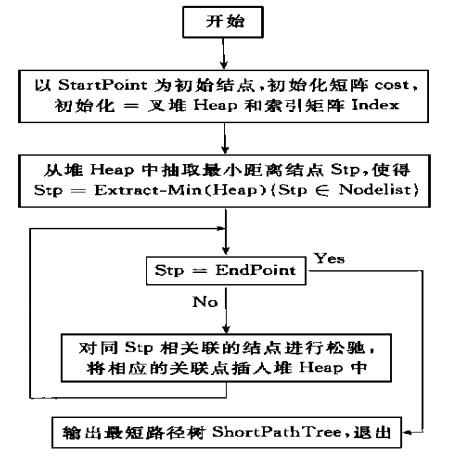 开始
以 StartPoint 为初始结点,初始化短阵 cost,
初始化 = 叉堆 Heap 和索引矩阵 Index
从堆 Heap 中抽取最小距离结点 Stp,使得
Stp = Extract-Min(Heap){Stp ∈ Nodelist}
Stp = EndPoint
Yes
No
对同 Stp 相关联的结点进行松驰,
将相应的关联点插入堆 Heap 中
输出最短路径树 ShortPathTree,退出